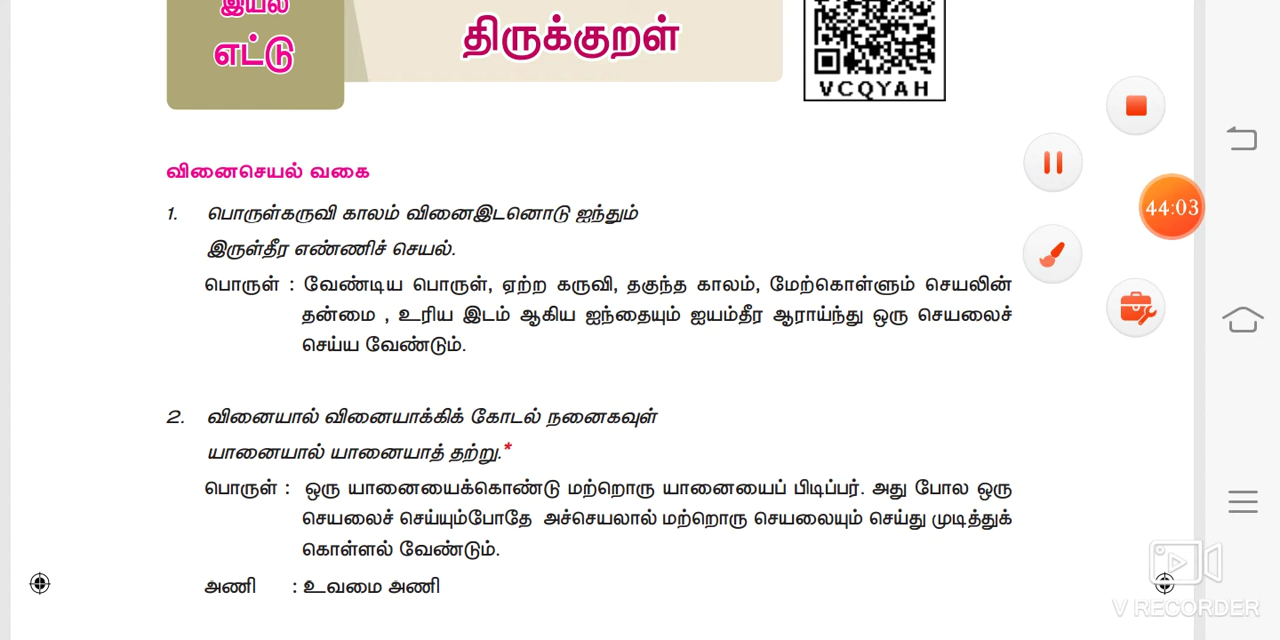 இயல்
எட்டு
திருக்குறள்
VCQYAH
வினைசெயல் வகை
44:03
1. பொருள்கருவி காலம் வினைஇடனொடு ஐந்தும்
இருள்தீர எண்ணிச் செயல்.
பொருள் : வேண்டிய பொருள், ஏற்ற கருவி, தகுந்த காலம், மேற்கொள்ளும் செயலின்
தன்மை , உரிய இடம் ஆகிய ஐந்தையும் ஐயம்தீர ஆராய்ந்து ஒரு செயலைச்
செய்ய வேண்டும்.
2. வினையால் வினையாக்கிக் கோடல் நனைகவுள்
யானையால் யானையாத் தற்று.*
பொருள் : ஒரு யானையைக்கொண்டு மற்றொரு யானையைப் பிடிப்பர். அது போல ஒரு
செயலைச் செய்யும்போதே அச்செயலால் மற்றொரு செயலையும் செய்து முடித்துக்
கொள்ளல் வேண்டும்.
அணி : உவமை அணி
V RECORDER